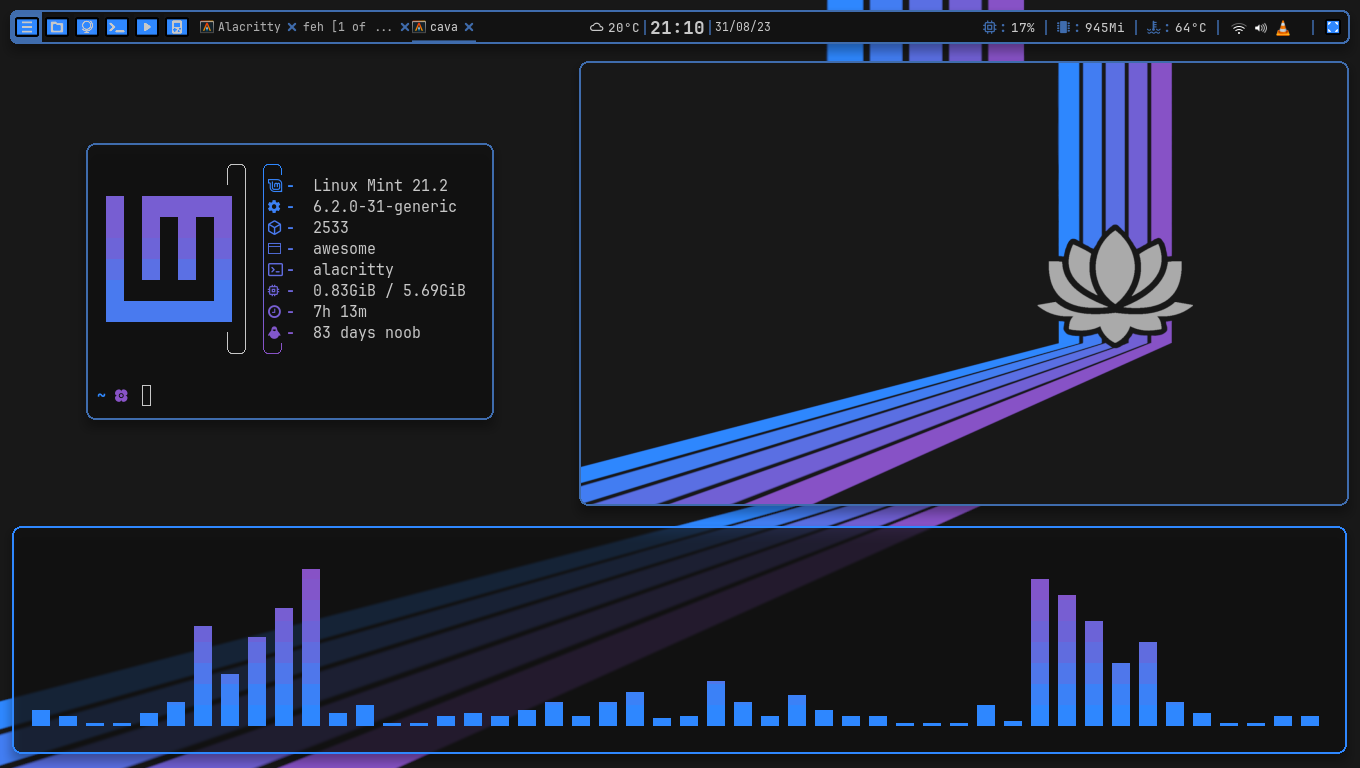 Alacritty feh [1 of ... cava 20°C 21:10 31/08/23 : 17% : 945Mi : 64°C
- Linux Mint 21.2
- 6.2.0-31-generic
- 2533
- awesome
- alacritty
- 0.83GiB / 5.69GiB
- 7h 13m
- 83 days noob
~